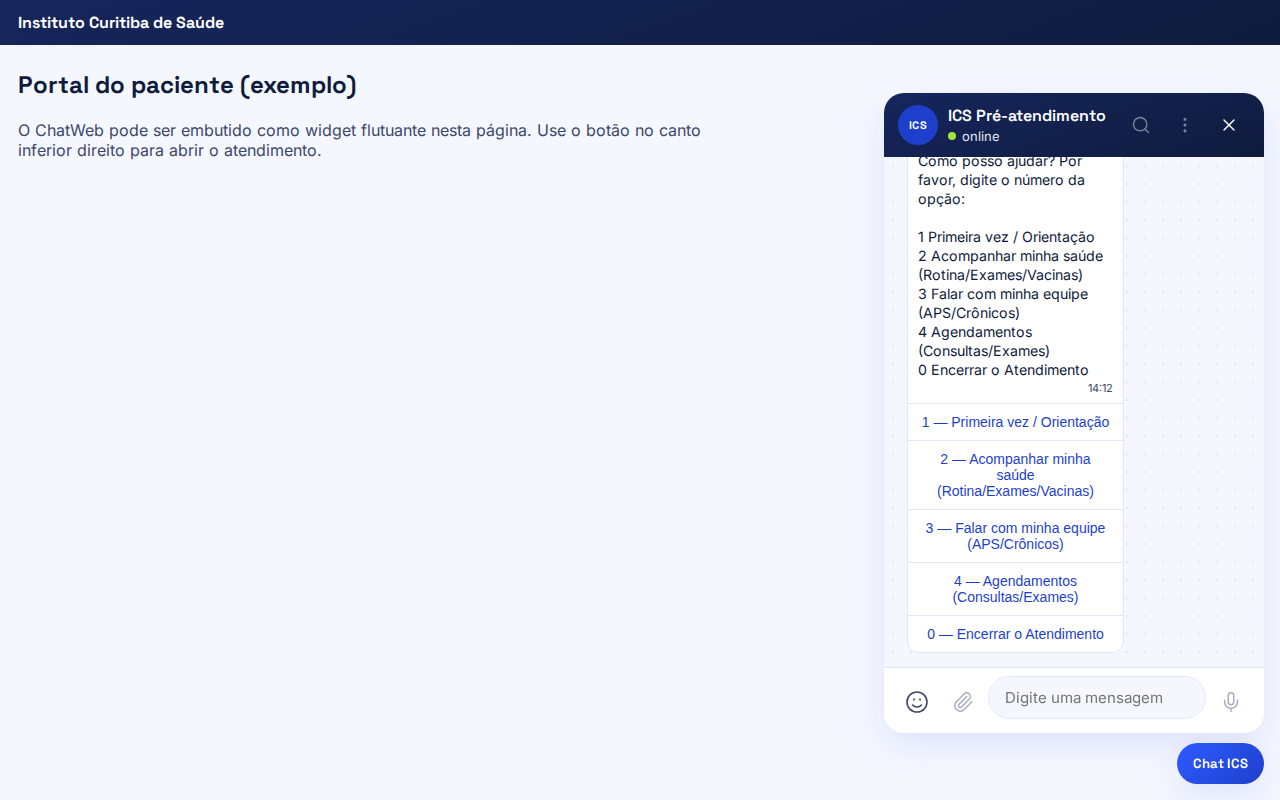 Instituto Curitiba de Saúde
Portal do paciente (exemplo)
O ChatWeb pode ser embutido como widget flutuante nesta página. Use o botão no canto
inferior direito para abrir o atendimento.
ICS
ICS Pré-atendimento
online
Como posso ajudar? Por
favor, digite o número da
opção:
1 Primeira vez / Orientação
2 Acompanhar minha saúde
(Rotina/Exames/Vacinas)
3 Falar com minha equipe
(APS/Crônicos)
4 Agendamentos
(Consultas/Exames)
0 Encerrar o Atendimento
14:12
1 — Primeira vez / Orientação
2 — Acompanhar minha
saúde
(Rotina/Exames/Vacinas)
3 — Falar com minha equipe
(APS/Crônicos)
4 — Agendamentos
(Consultas/Exames)
0 — Encerrar o Atendimento
Digite uma mensagem
Chat ICS